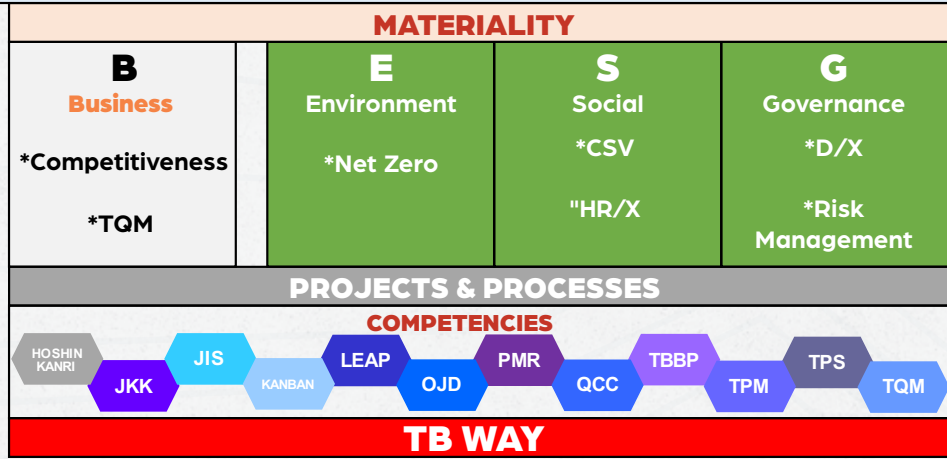 MATERIALITY
B
Business
*Competitiveness
*TQM
E
Environment
*Net Zero
S
Social
*CSV
"HR/X
G
Governance
*D/X
*Risk
Management
PROJECTS & PROCESSES
COMPETENCIES
HOSHIN
KANRI
JKK
JIS
KANBAN
LEAP
OJD
PMR
QCC
TBBP
TPM
TPS
TQM
TB WAY